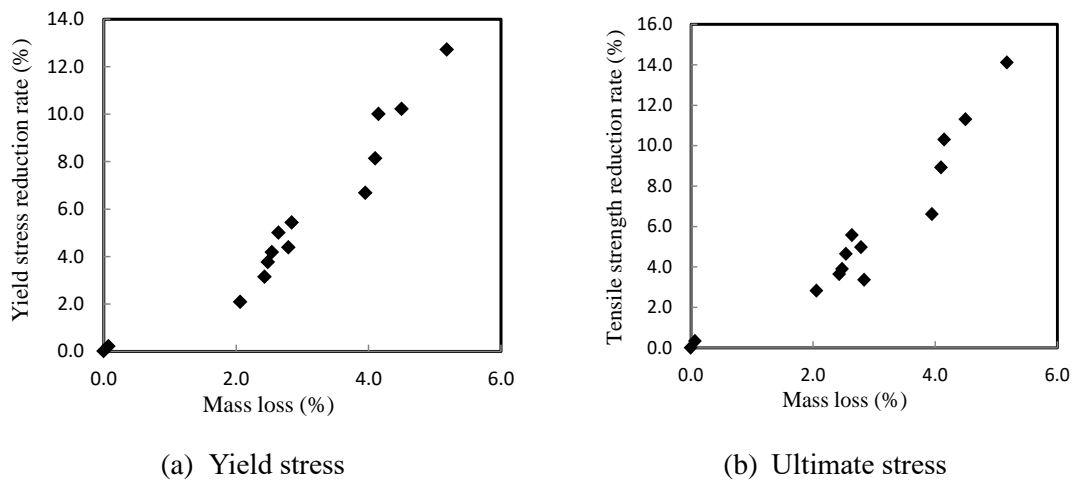 14.0
12.0
10.0
8.0
6.0
4.0
2.0
0.0
0.0 2.0 4.0 6.0
Yield stress reduction rate (%)
Mass loss (%)
(a) Yield stress
16.0
14.0
12.0
10.0
8.0
6.0
4.0
2.0
0.0
0.0 2.0 4.0 6.0
Tensile strength reduction rate (%)
Mass loss (%)
(b) Ultimate stress